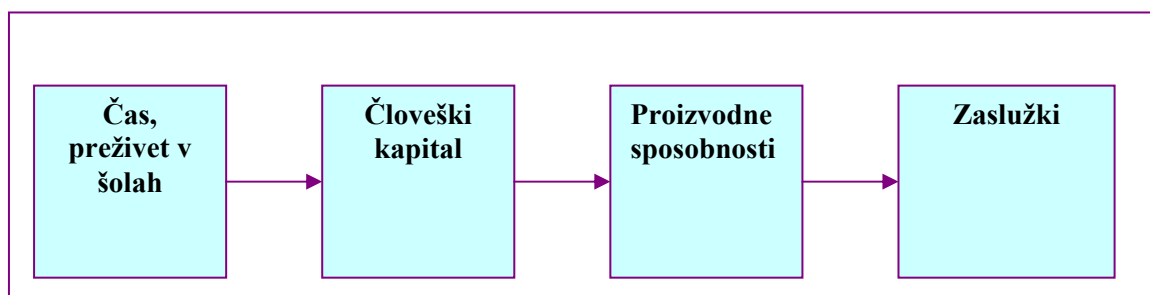 Čas,
preživet v
šolah
Človeški
kapital
Proizvodne
sposobnosti
Zaslužki